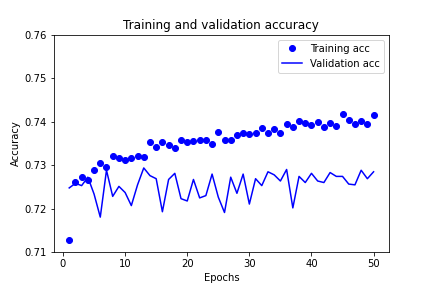 Training and validation accuracy
0.76
0.75
0.74
0.73
0.72
0.71
Accuracy
Training acc
Validation acc
0
10
20
30
40
50
Epochs